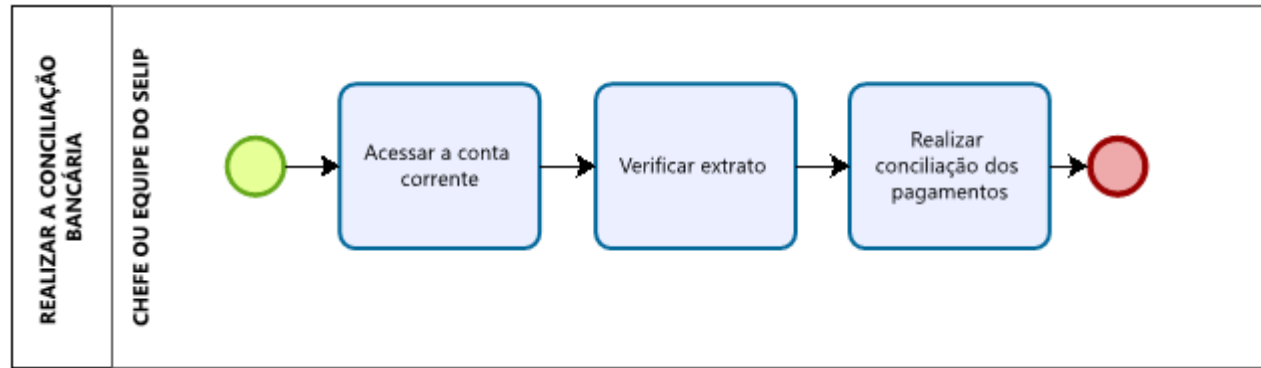 REALIZAR A CONCILIAÇÃO
BANCÁRIA
CHEFE OU EQUIPE DO SELIP
Acessar a conta
corrente
Verificar extrato
Realizar
conciliação dos
pagamentos